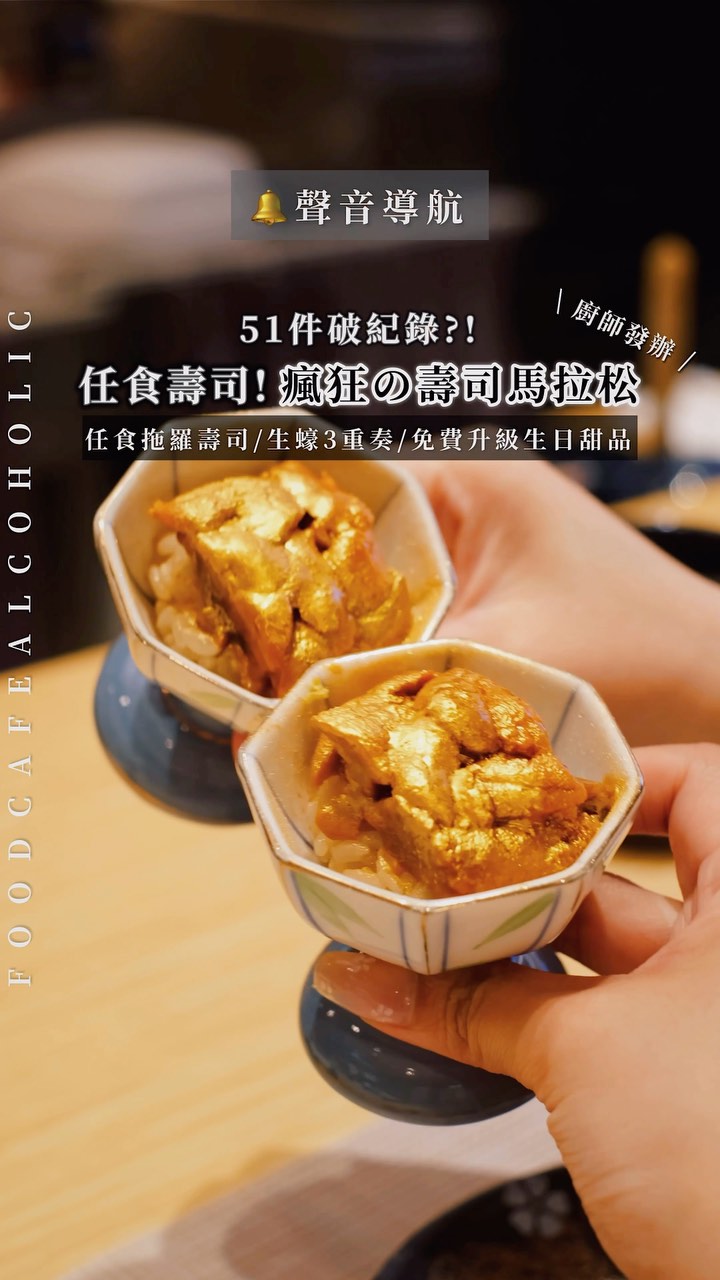 🔔聲音導航
51件破紀錄?!
\ 廚師發辦 /
任食壽司! 瘋狂の壽司馬拉松
任食拖羅壽司/生蠔3重奏/免費升級生日甜品
FOODCAFEALCOHOLIC